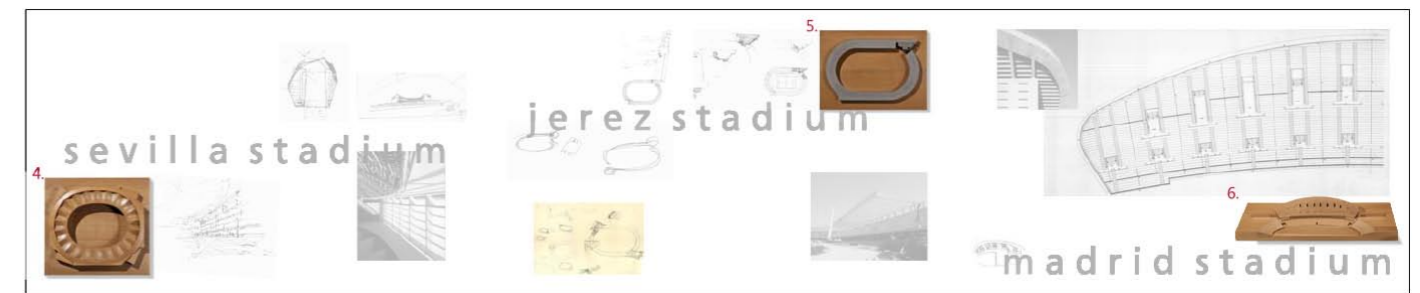 sevilla stadium
4.
jerez stadium
5.
madrid stadium
6.